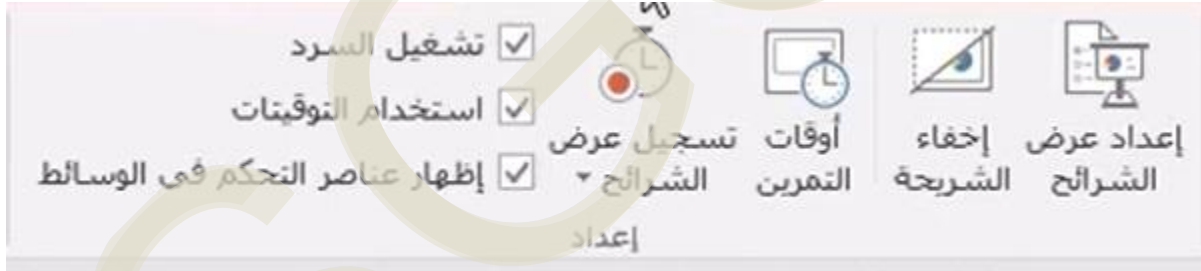 إعداد عرض الشرائح
إخفاء الشريحة
أوقات التمرين
تسجيل عرض الشرائح
تشغيل السرد
استخدام التوقيتات
إظهار عناصر التحكم في الوسائط
إعداد